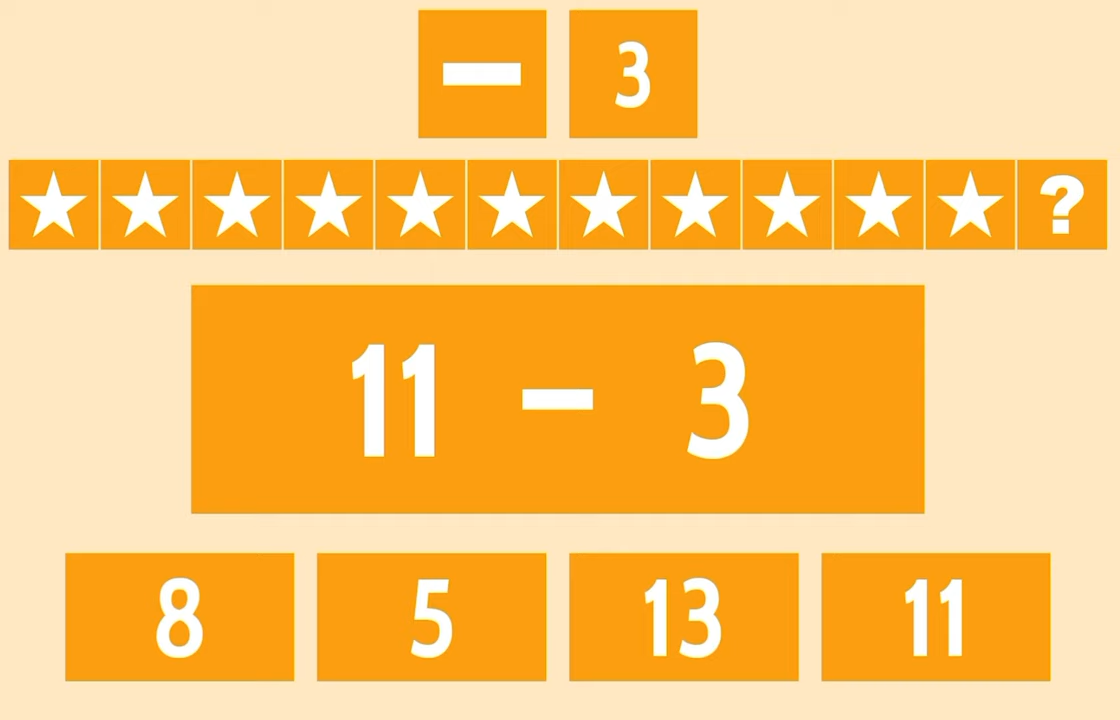 − 3
★ ★ ★ ★ ★ ★ ★ ★ ★ ★ ★ ?
11 − 3
8 5 13 11